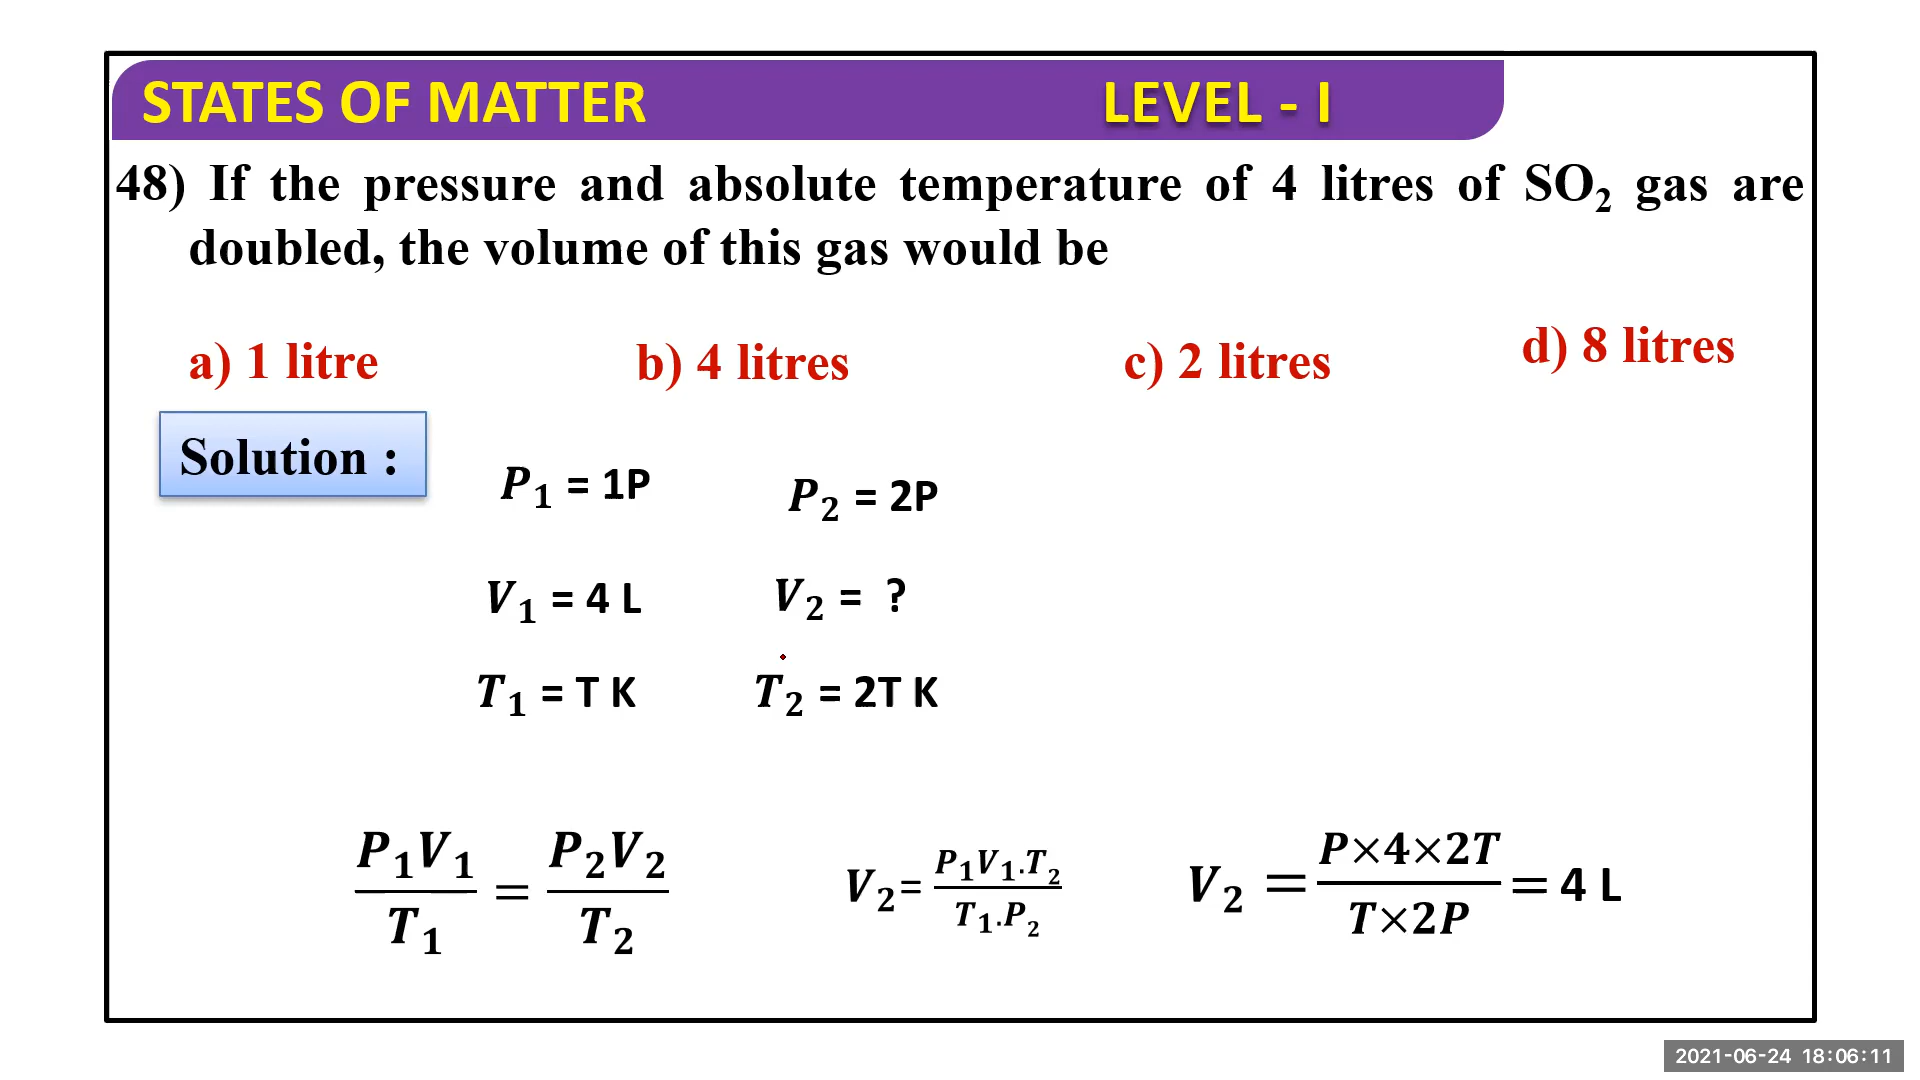 STATES OF MATTER LEVEL - I
48) If the pressure and absolute temperature of 4 litres of SO₂ gas are
doubled, the volume of this gas would be
a) 1 litre b) 4 litres c) 2 litres d) 8 litres
Solution :
P₁ = 1P P₂ = 2P
V₁ = 4 L V₂ = ?
T₁ = T K T₂ = 2T K
P₁V₁/T₁ = P₂V₂/T₂ V₂= P₁V₁.T₂/T₁.P₂ V₂ = P×4×2T/T×2P = 4 L
2021-06-24 18:06:11